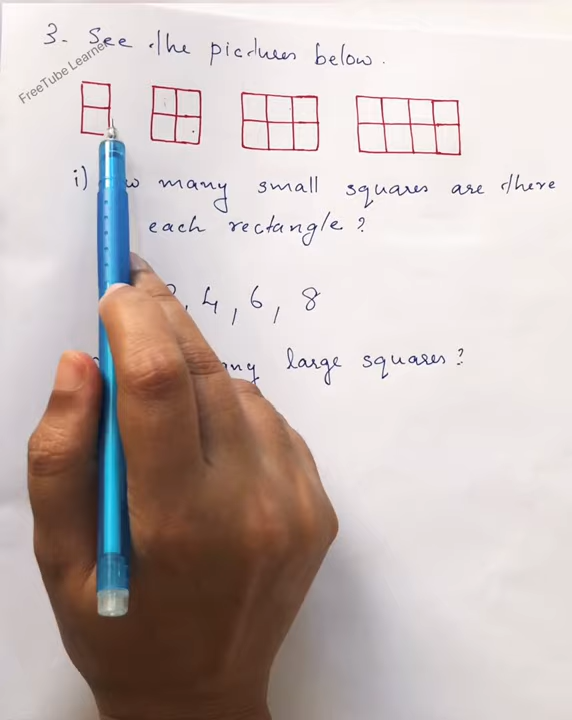 3. See the pictures below.
FreeTube Learner
i) many small squares are there
each rectangle?
, 4, 6, 8
large squares?